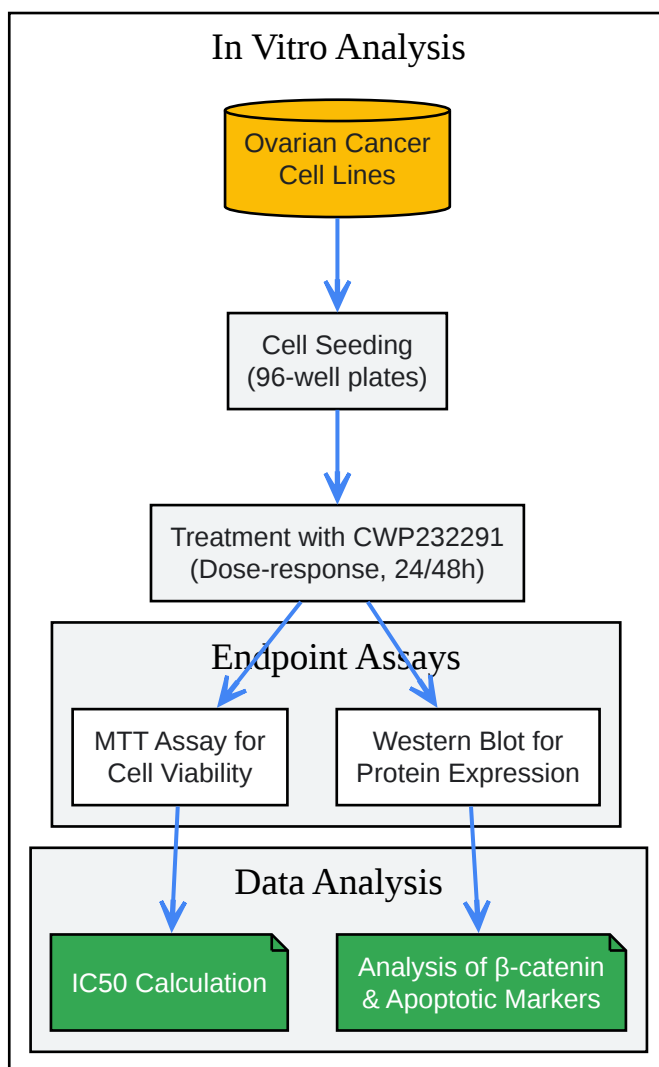 In Vitro Analysis
Ovarian Cancer
Cell Lines
Cell Seeding
(96-well plates)
Treatment with CWP232291
(Dose-response, 24/48h)
Endpoint Assays
MTT Assay for
Cell Viability
Western Blot for
Protein Expression
Data Analysis
IC50 Calculation
Analysis of β-catenin
& Apoptotic Markers